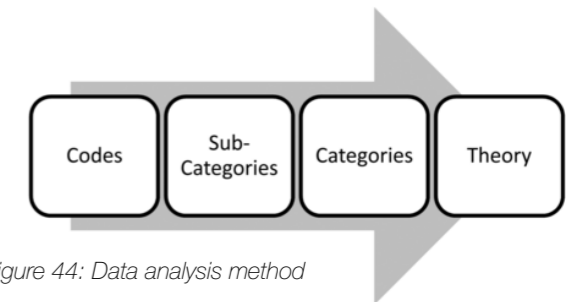 Codes
Sub-
Categories
Categories
Theory
igure 44: Data analysis method